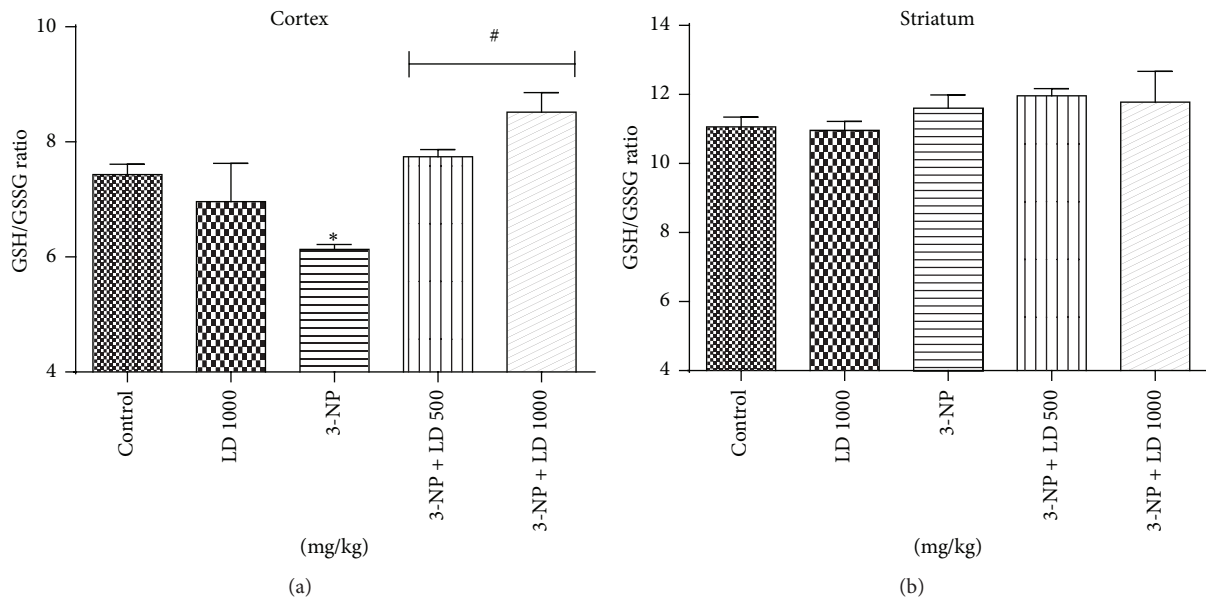 Cortex
GSH/GSSG ratio
10
8
6
4
#
*
Control
LD 1000
3-NP
3-NP + LD 500
3-NP + LD 1000
(mg/kg)
(a)
Striatum
GSH/GSSG ratio
14
12
10
8
6
4
Control
LD 1000
3-NP
3-NP + LD 500
3-NP + LD 1000
(mg/kg)
(b)